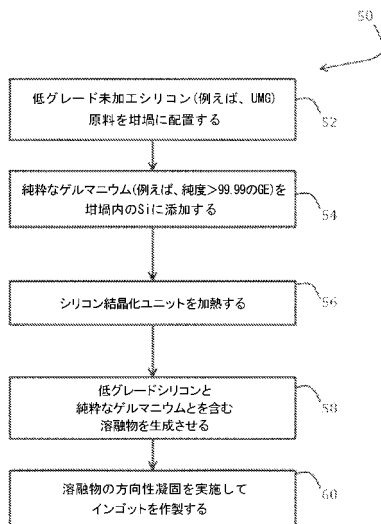 50
低グレード未加工シリコン(例えば、UMG)
原料を坩堝に配置する
52
純粋なゲルマニウム(例えば、純度>99.99のGE)を
坩堝内のSiに添加する
54
シリコン結晶化ユニットを加熱する
56
低グレードシリコンと
純粋なゲルマニウムとを含む
溶融物を生成させる
58
溶融物の方向性凝固を実施して
インゴットを作製する
60